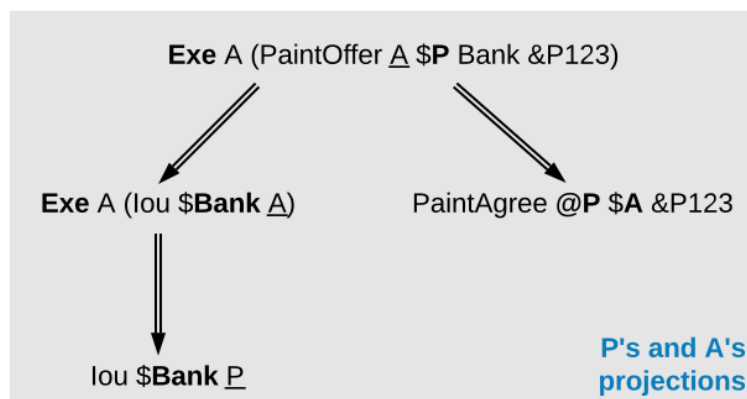 Exe A (PaintOffer A $P Bank &P123)
Exe A (Iou $Bank A)
PaintAgree @P $A &P123
Iou $Bank P
P's and A's
projections